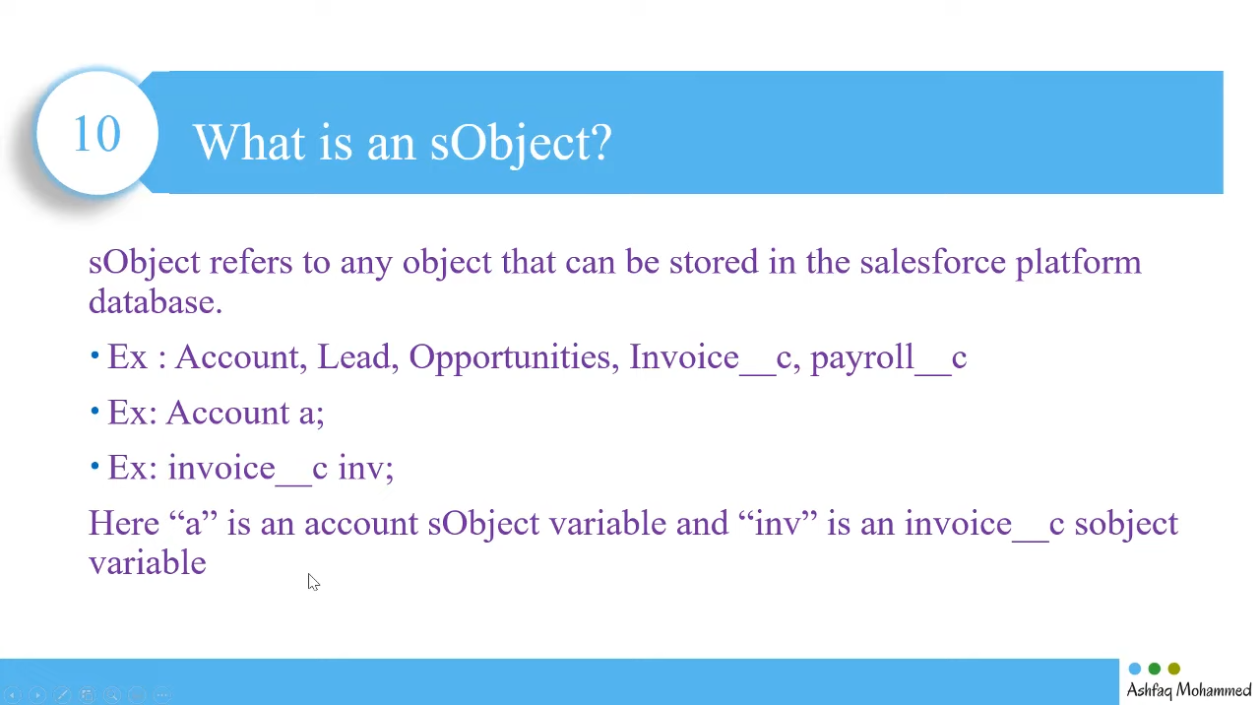 10
What is an sObject?
sObject refers to any object that can be stored in the salesforce platform
database.
• Ex : Account, Lead, Opportunities, Invoice__c, payroll__c
• Ex: Account a;
• Ex: invoice__c inv;
Here “a” is an account sObject variable and “inv” is an invoice__c sobject
variable
Ashfaq Mohammed